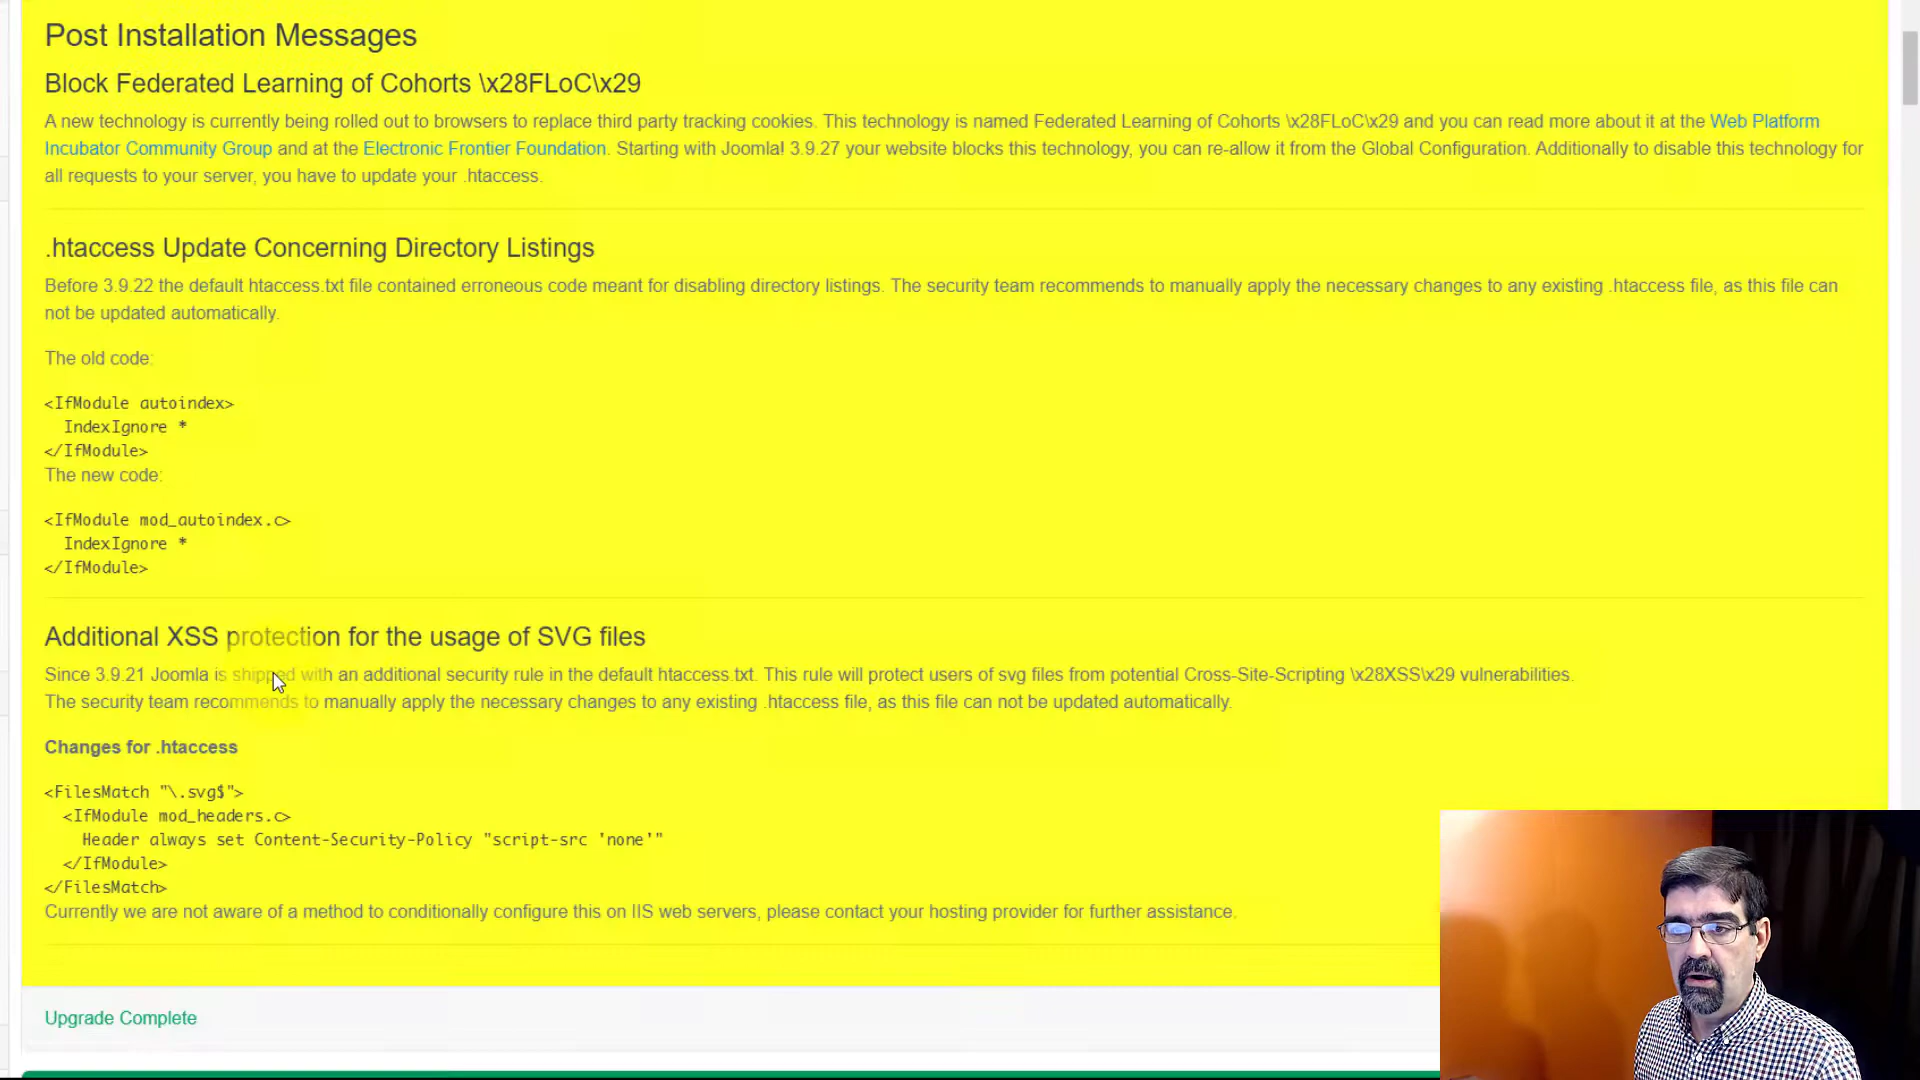 Post Installation Messages
Block Federated Learning of Cohorts \x28FLoC\x29
A new technology is currently being rolled out to browsers to replace third party tracking cookies. This technology is named Federated Learning of Cohorts \x28FLoC\x29 and you can read more about it at the Web Platform
Incubator Community Group and at the Electronic Frontier Foundation. Starting with Joomla! 3.9.27 your website blocks this technology, you can re-allow it from the Global Configuration. Additionally to disable this technology for
all requests to your server, you have to update your .htaccess.
.htaccess Update Concerning Directory Listings
Before 3.9.22 the default htaccess.txt file contained erroneous code meant for disabling directory listings. The security team recommends to manually apply the necessary changes to any existing .htaccess file, as this file can
not be updated automatically.
The old code:
<IfModule autoindex>
  IndexIgnore *
</IfModule>
The new code:
<IfModule mod_autoindex.c>
  IndexIgnore *
</IfModule>
Additional XSS protection for the usage of SVG files
Since 3.9.21 Joomla is shipped with an additional security rule in the default htaccess.txt. This rule will protect users of svg files from potential Cross-Site-Scripting \x28XSS\x29 vulnerabilities.
The security team recommends to manually apply the necessary changes to any existing .htaccess file, as this file can not be updated automatically.
Changes for .htaccess
<FilesMatch "\.svg$">
  <IfModule mod_headers.c>
    Header always set Content-Security-Policy "script-src 'none'"
  </IfModule>
</FilesMatch>
Currently we are not aware of a method to conditionally configure this on IIS web servers, please contact your hosting provider for further assistance.
Upgrade Complete